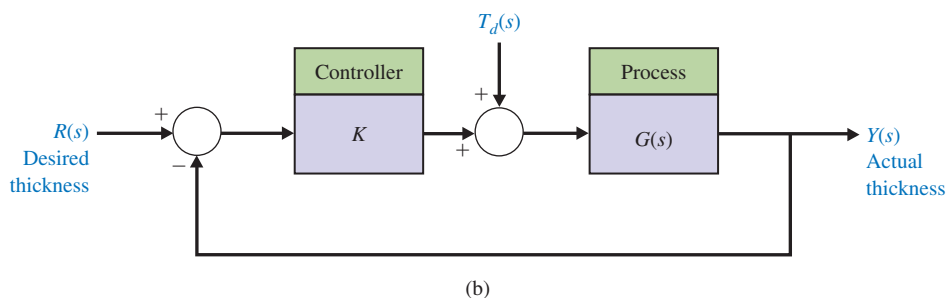 T_d(s)
Controller
Process
+
+
R(s)
Desired
thickness
−
K
+
G(s)
Y(s)
Actual
thickness
(b)